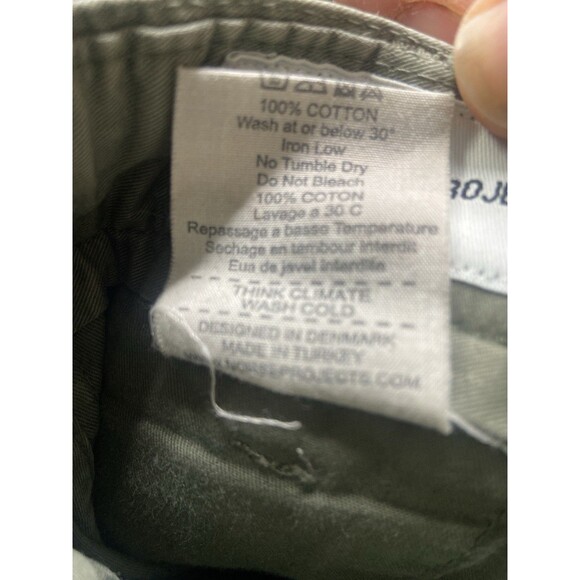 100% COTTON
Wash at or below 30°
Iron Low
No Tumble Dry
Do Not Bleach
100% COTON
Lavage a 30 C
Repassage a basse Temperature
Sechage en tambour Interdit
Eua de javel interdite
THINK CLIMATE
WASH COLD
DESIGNED IN DENMARK
MADE IN TURKEY
NORSEPROJECTS.COM